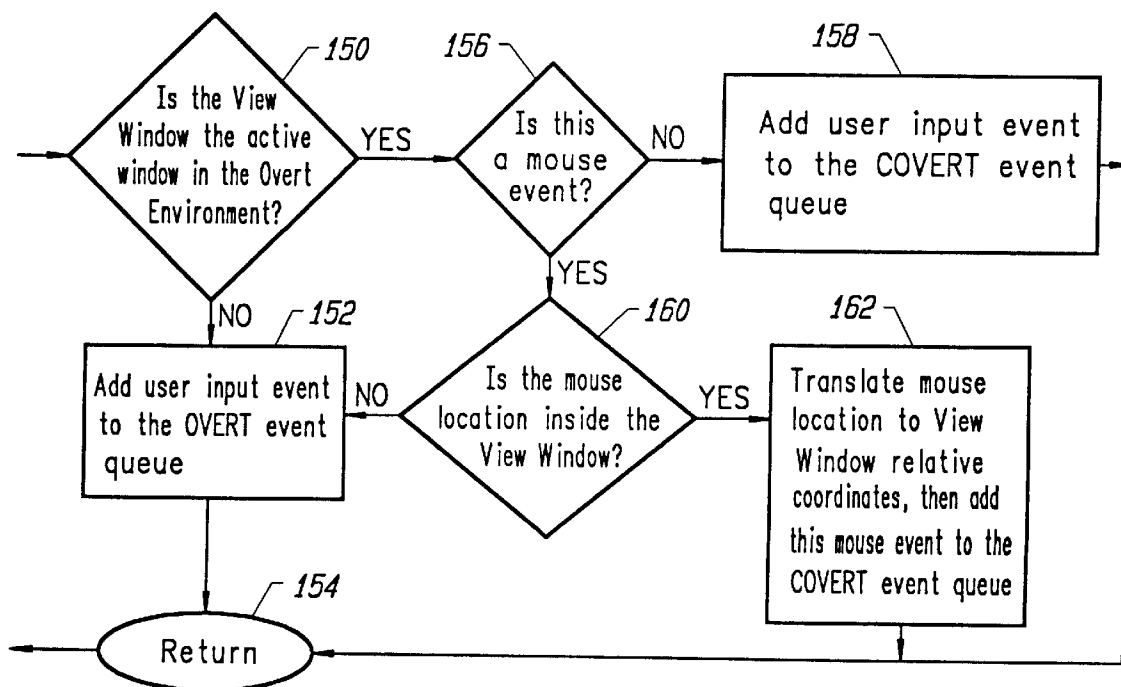 150
Is the View
Window the active
window in the Overt
Environment?
YES
156
Is this
a mouse
event?
NO
158
Add user input event
to the COVERT event
queue
YES
NO
152
Add user input event
to the OVERT event
queue
NO
160
Is the mouse
location inside the
View Window?
YES
162
Translate mouse
location to View
Window relative
coordinates, then add
this mouse event to the
COVERT event queue
154
Return